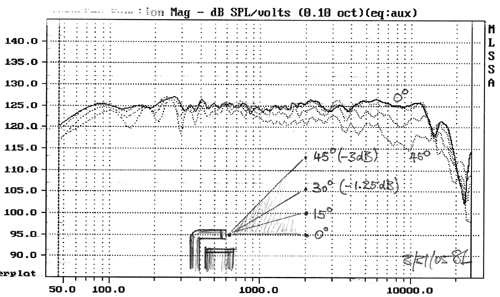 Mag - dB SPL/volts (0.10 oct)(eq:aux)
140.0
135.0
130.0
125.0
120.0
115.0
110.0
105.0
100.0
95.0
90.0
MLSSA
0°
45°
45° (-3dB)
30° (-1.25dB)
15°
0°
erplot
50.0 100.0 1000.0 10000.0